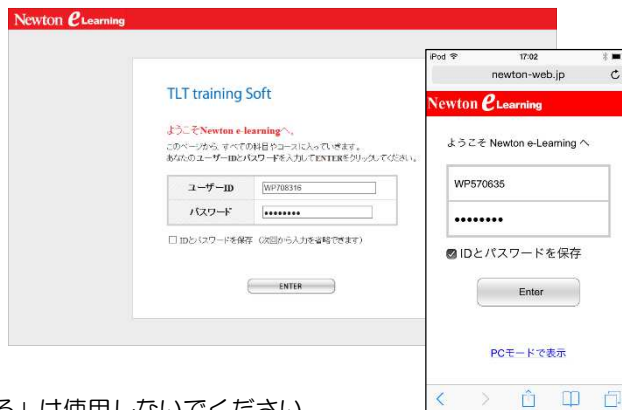 Newton eLearning
TLT training Soft
ようこそNewton e-learningへ。
このページから、すべての科目やコースに入っていきます。
あなたのユーザーIDとパスワードを入力してENTERをクリックしてください。
ユーザーID WP708316
パスワード ••••••••
IDとパスワードを保存 (次回から入力を省略できます)
ENTER
iPod 17:02
newton-web.jp
Newton eLearning
ようこそ Newton e-Learning へ
WP570635
••••••••
IDとパスワードを保存
Enter
PCモードで表示
る」は使用しないでください